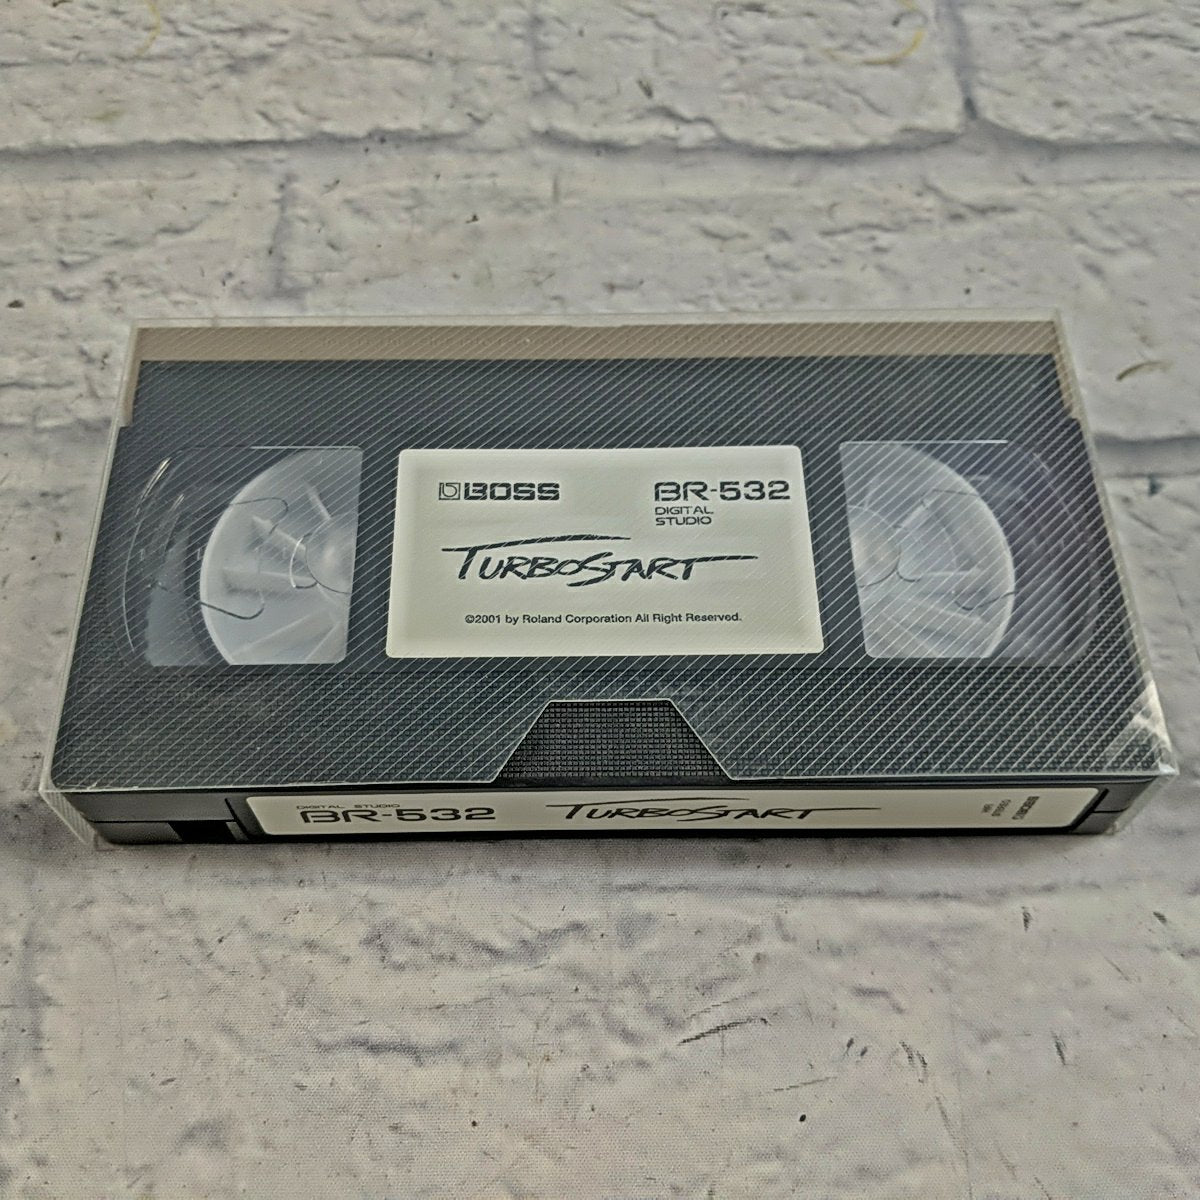 BOSS
BR-532
DIGITAL
STUDIO
TURBOSTART
©2001 by Roland Corporation All Right Reserved.
DIGITAL STUDIO
BR-532
TURBOSTART